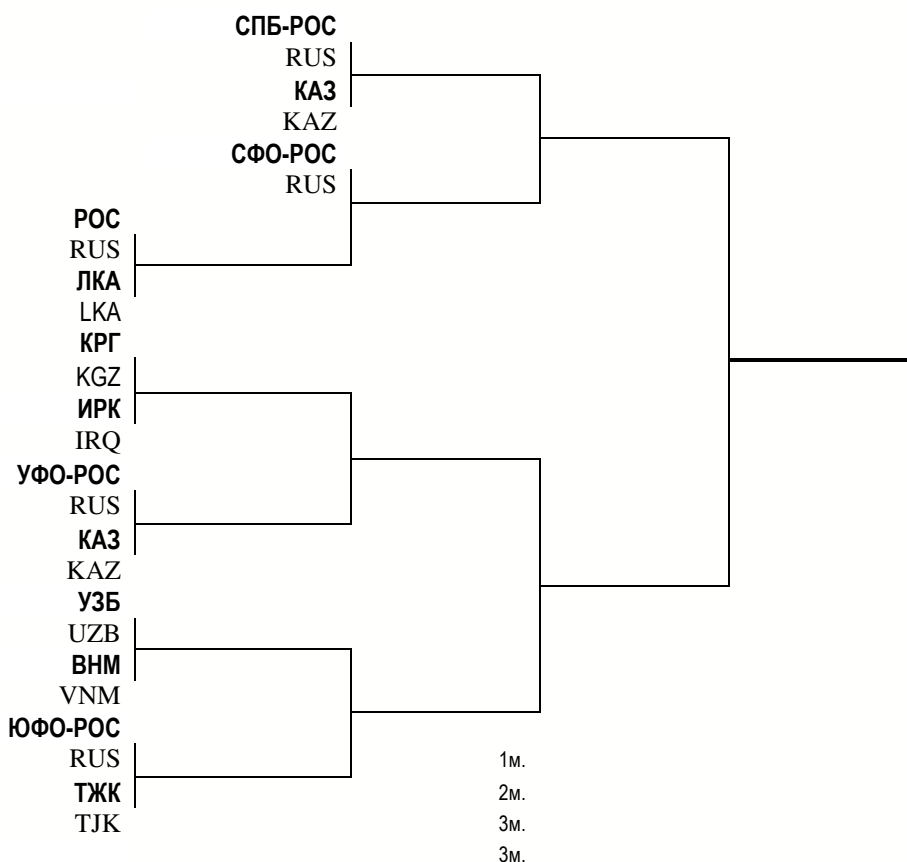 СПБ-РОС
RUS
КАЗ
KAZ
СФО-РОС
RUS
РОС
RUS
ЛКА
LKA
КРГ
KGZ
ИРК
IRQ
УФО-РОС
RUS
КАЗ
KAZ
УЗБ
UZB
ВНМ
VNM
ЮФО-РОС
RUS
ТЖК
TJK
1м.
2м.
3м.
3м.